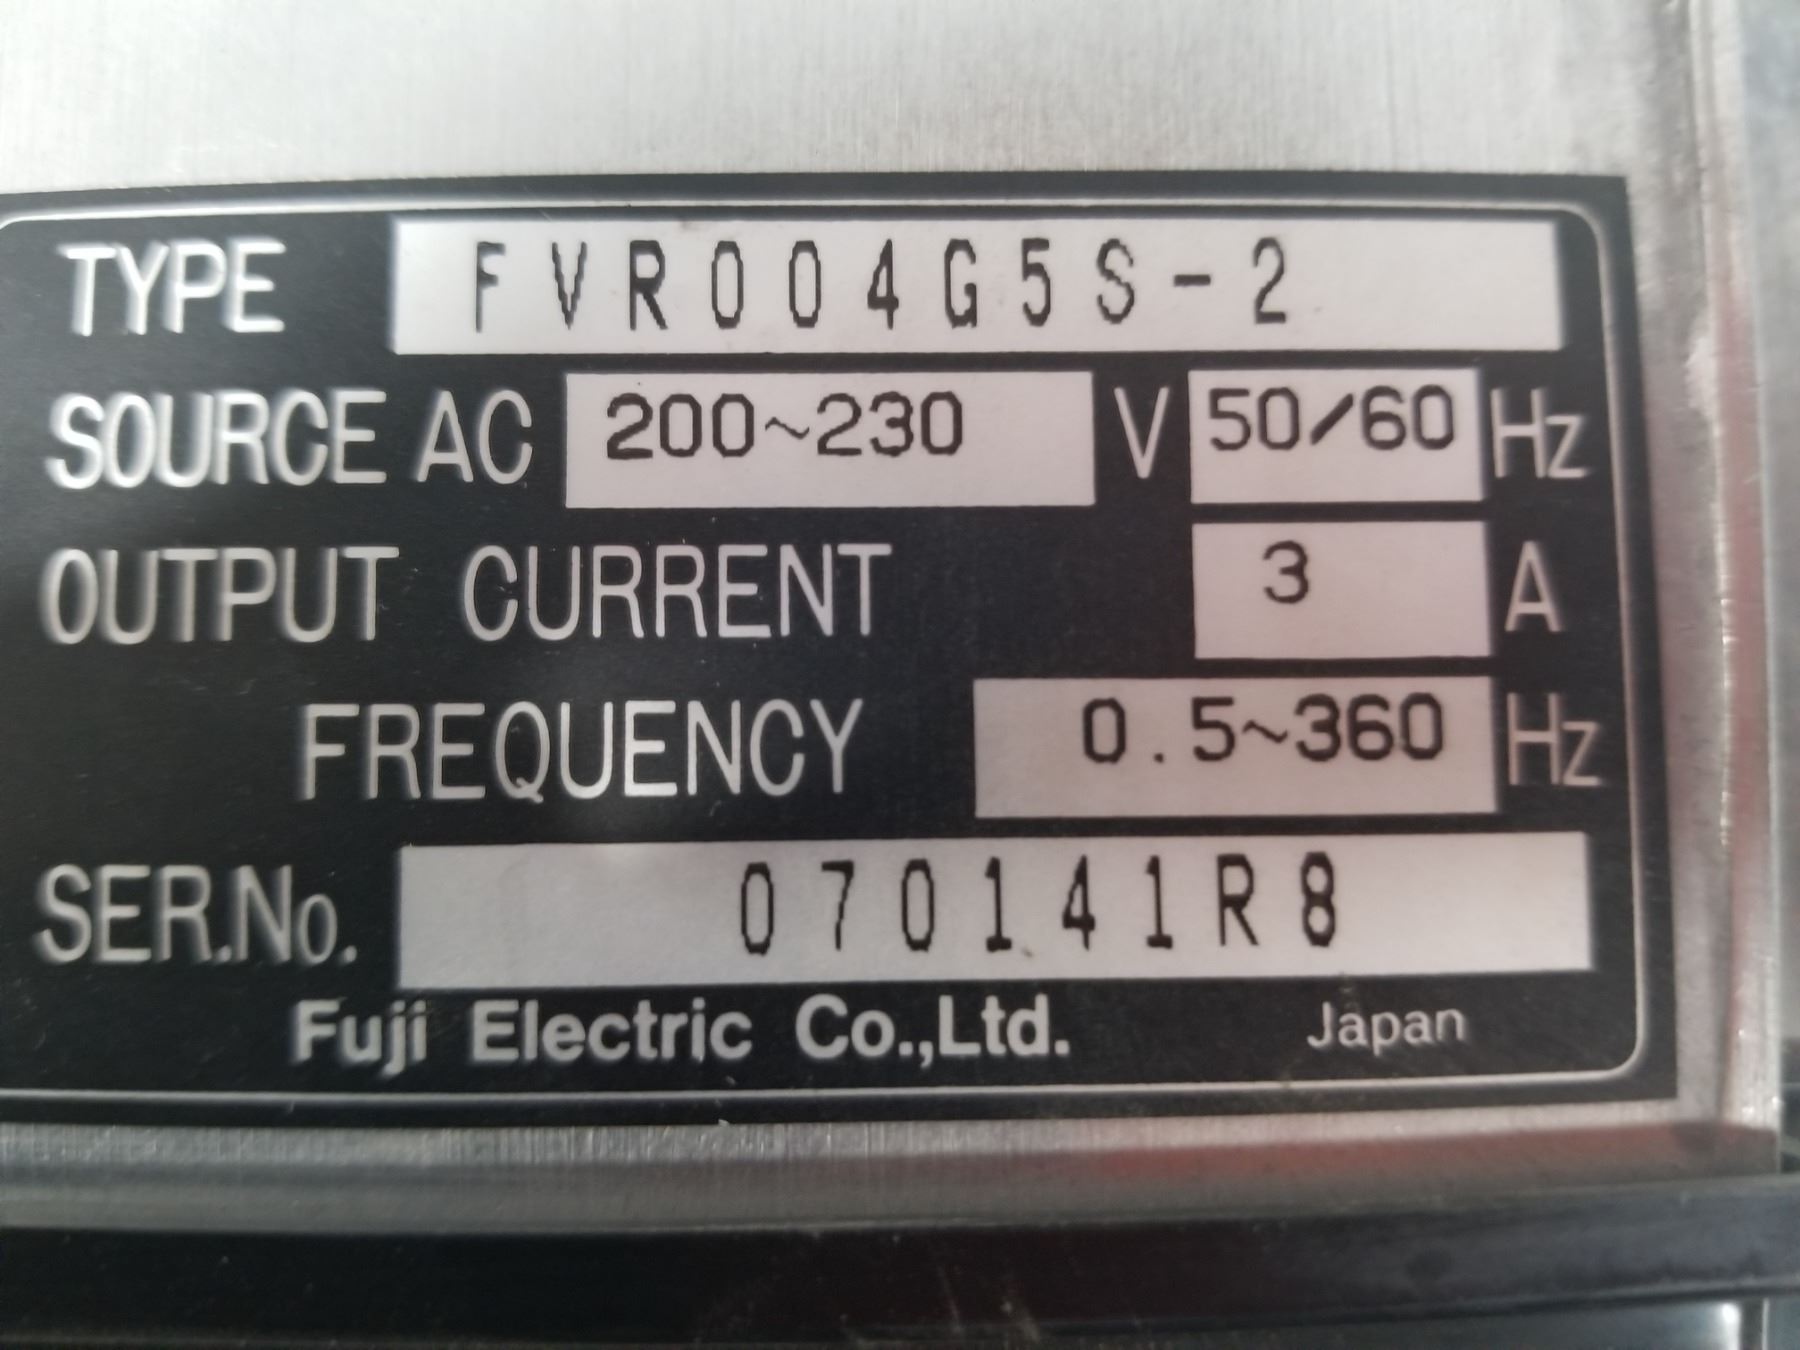 TYPE FVR004G5S-2
SOURCE AC 200~230 V 50/60 Hz
OUTPUT CURRENT 3 A
FREQUENCY 0.5~360 Hz
SER.No. 070141R8
Fuji Electric Co.,Ltd. Japan